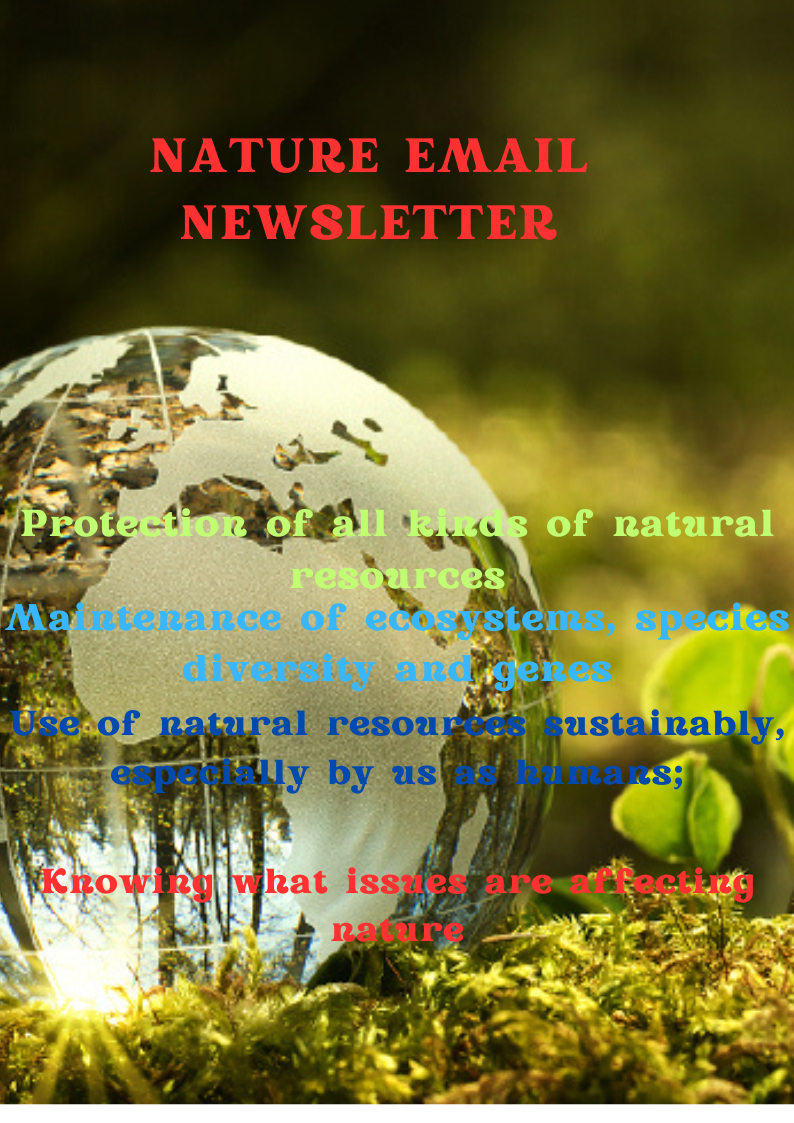 NATURE EMAIL
NEWSLETTER
Protection of all kinds of natural
resources
Maintenance of ecosystems, species
diversity and genes
Use of natural resources sustainably,
especially by us as humans;
Knowing what issues are affecting
nature